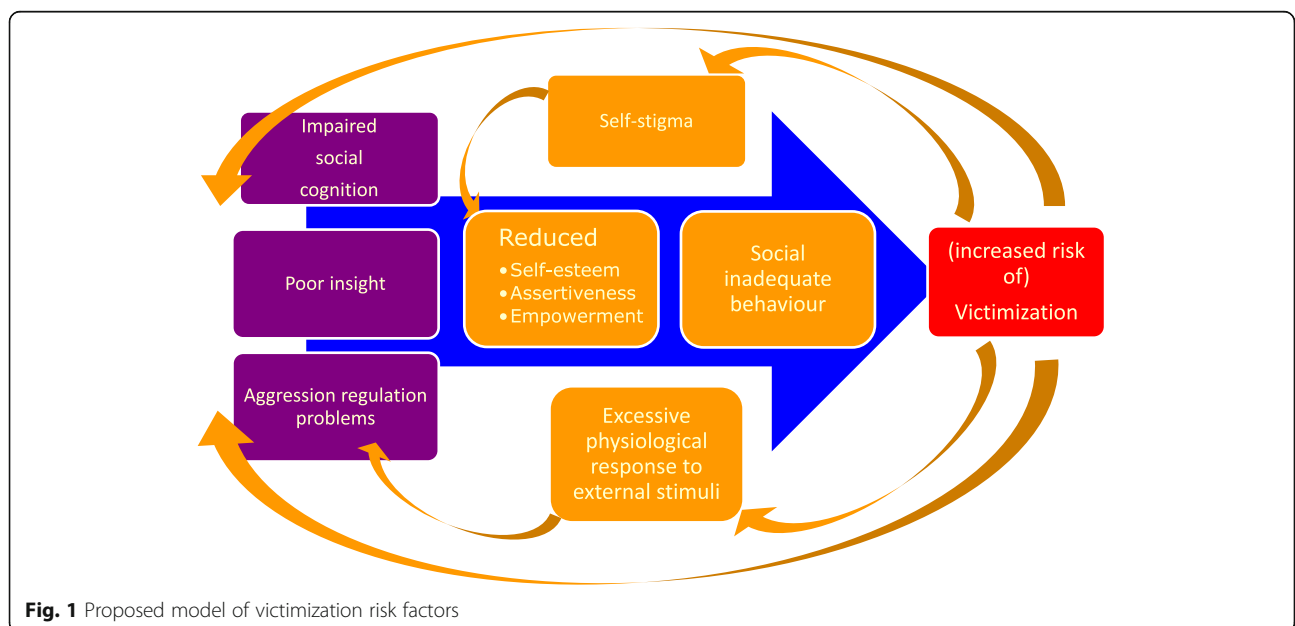 Impaired
social
cognition
Self-stigma
Poor insight
Reduced
•Self-esteem
•Assertiveness
•Empowerment
Social
inadequate
behaviour
(increased risk
of)
Victimization
Aggression regulation
problems
Excessive
physiological
response to
external stimuli
Fig. 1 Proposed model of victimization risk factors